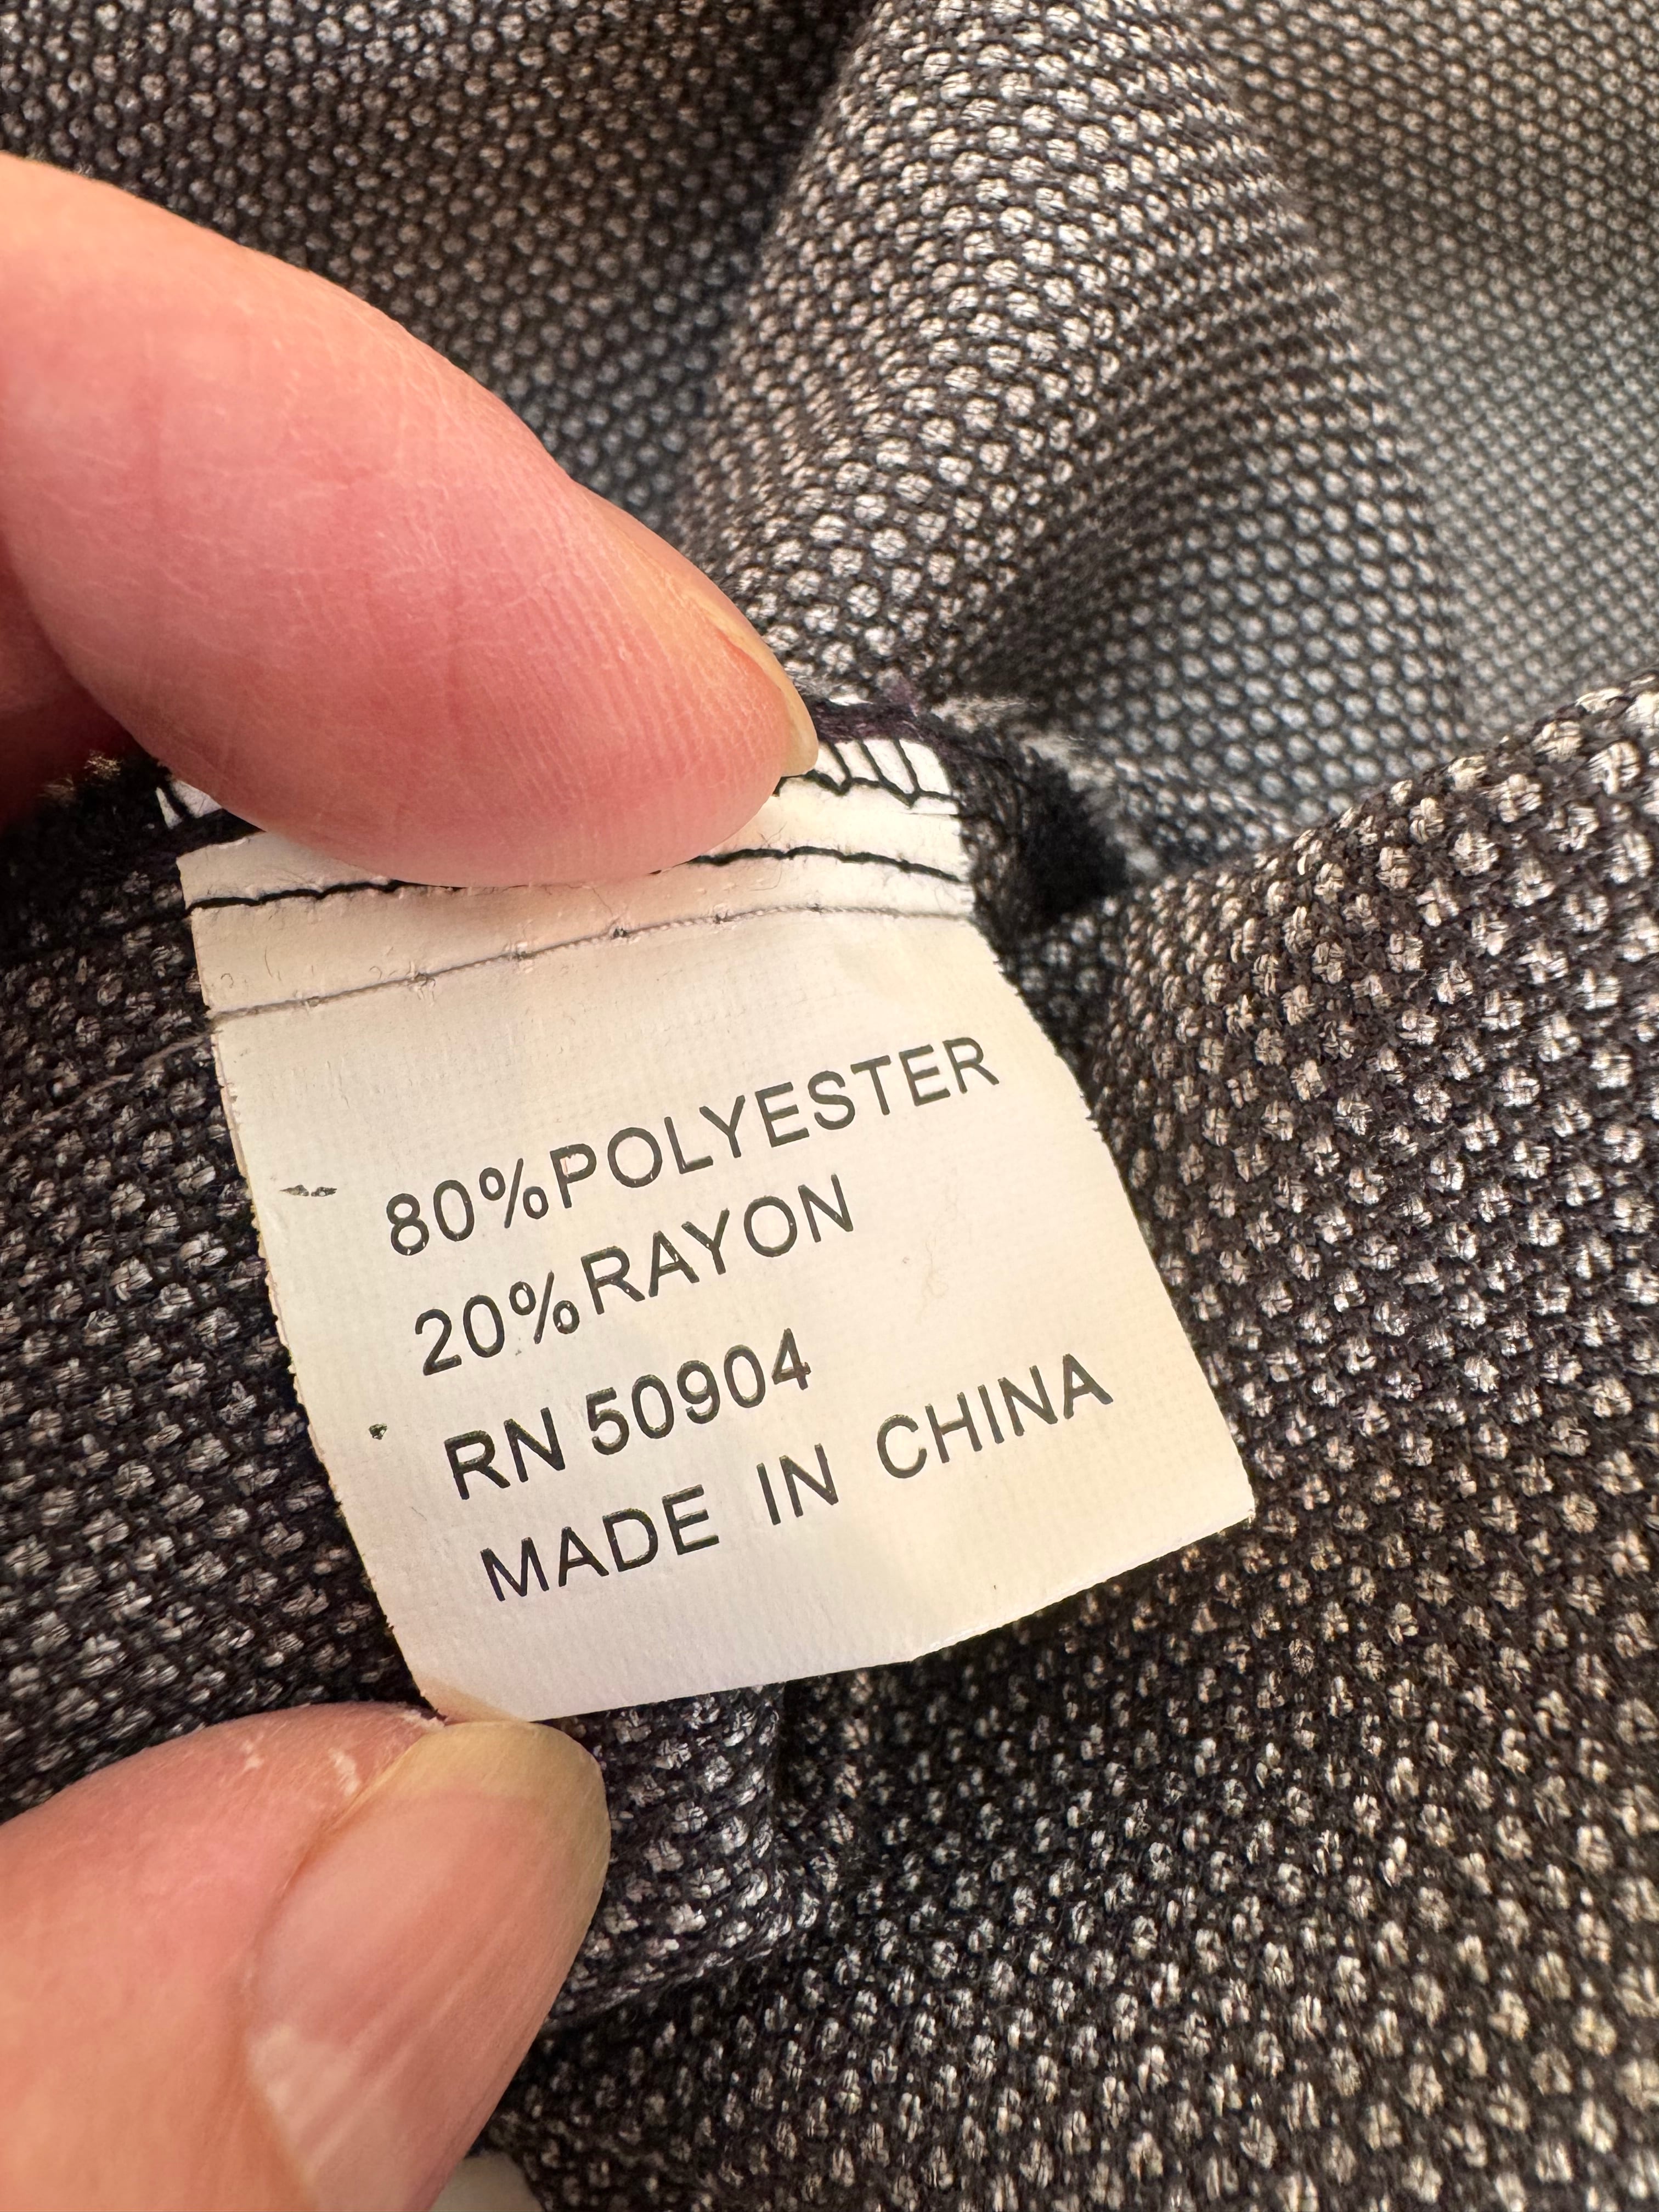 80%POLYESTER
20%RAYON
RN 50904
MADE IN CHINA